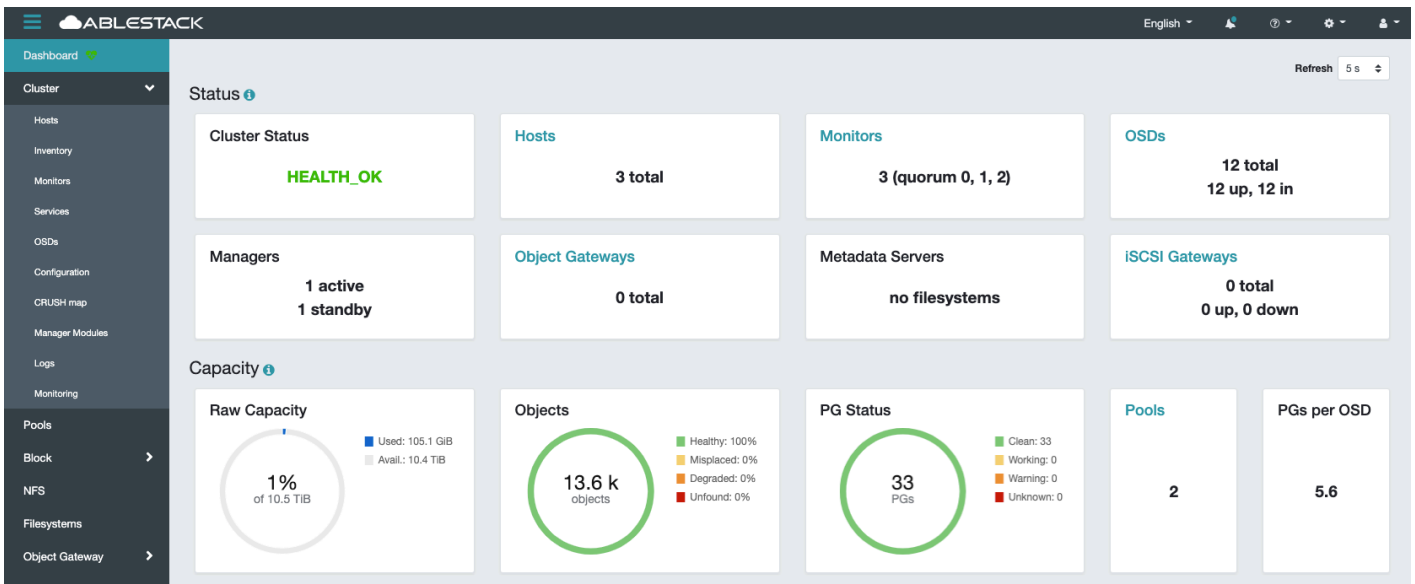 ABLESTACK
English
Dashboard
Refresh 5 s
Cluster
Hosts
Inventory
Monitors
Services
OSDs
Configuration
CRUSH map
Manager Modules
Logs
Monitoring
Pools
Block
NFS
Filesystems
Object Gateway
Status
Cluster Status
HEALTH_OK
Hosts
3 total
Monitors
3 (quorum 0, 1, 2)
OSDs
12 total
12 up, 12 in
Managers
1 active
1 standby
Object Gateways
0 total
Metadata Servers
no filesystems
iSCSI Gateways
0 total
0 up, 0 down
Capacity
Raw Capacity
1%
of 10.5 TiB
Used: 105.1 GiB
Avail.: 10.4 TiB
Objects
13.6 k
objects
Healthy: 100%
Misplaced: 0%
Degraded: 0%
Unfound: 0%
PG Status
33
PGs
Clean: 33
Working: 0
Warning: 0
Unknown: 0
Pools
2
PGs per OSD
5.6